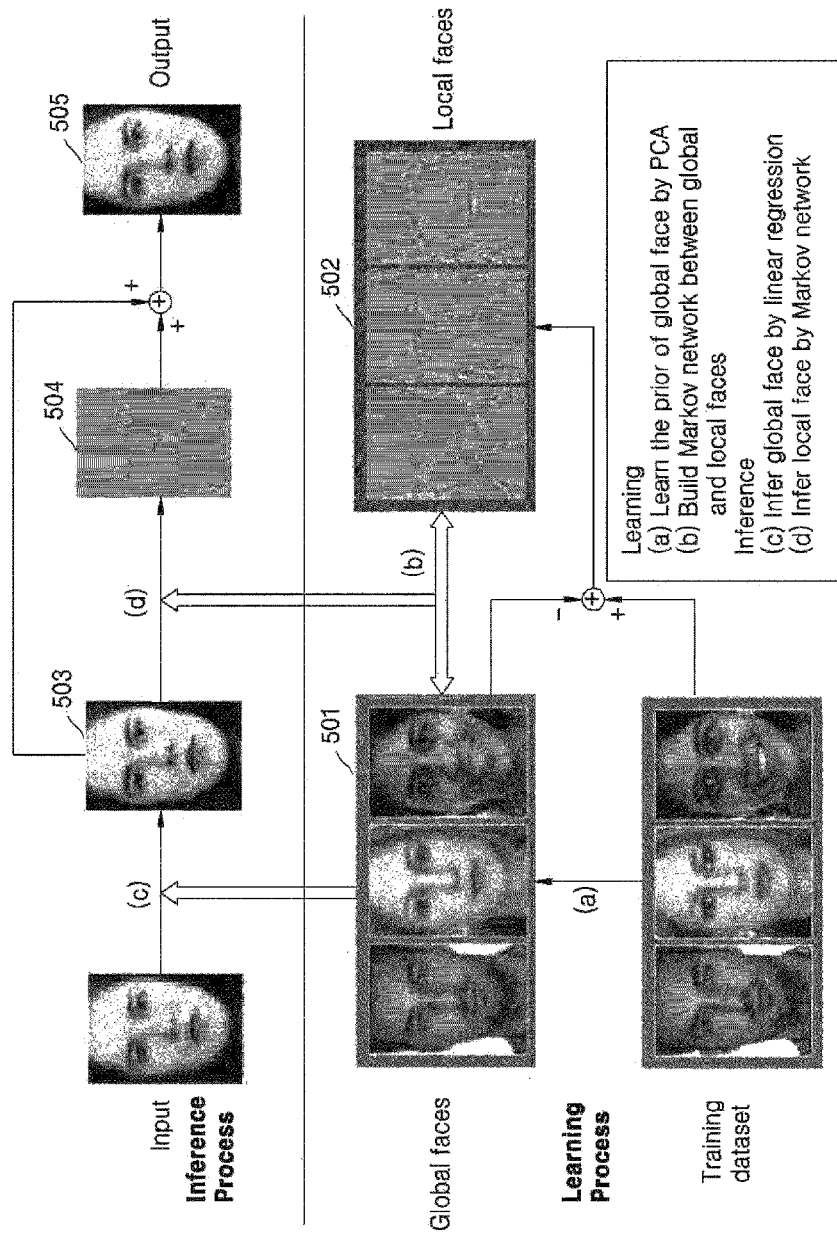 505
Output
504
503
(d)
(c)
Input
Inference
Process
502
Local faces
(b)
501
Global faces
(a)
Learning
Process
Training
dataset
+
+
+
−
+
+
Learning
(a) Learn the prior of global face by PCA
(b) Build Markov network between global
and local faces
Inference
(c) Infer global face by linear regression
(d) Infer local face by Markov network